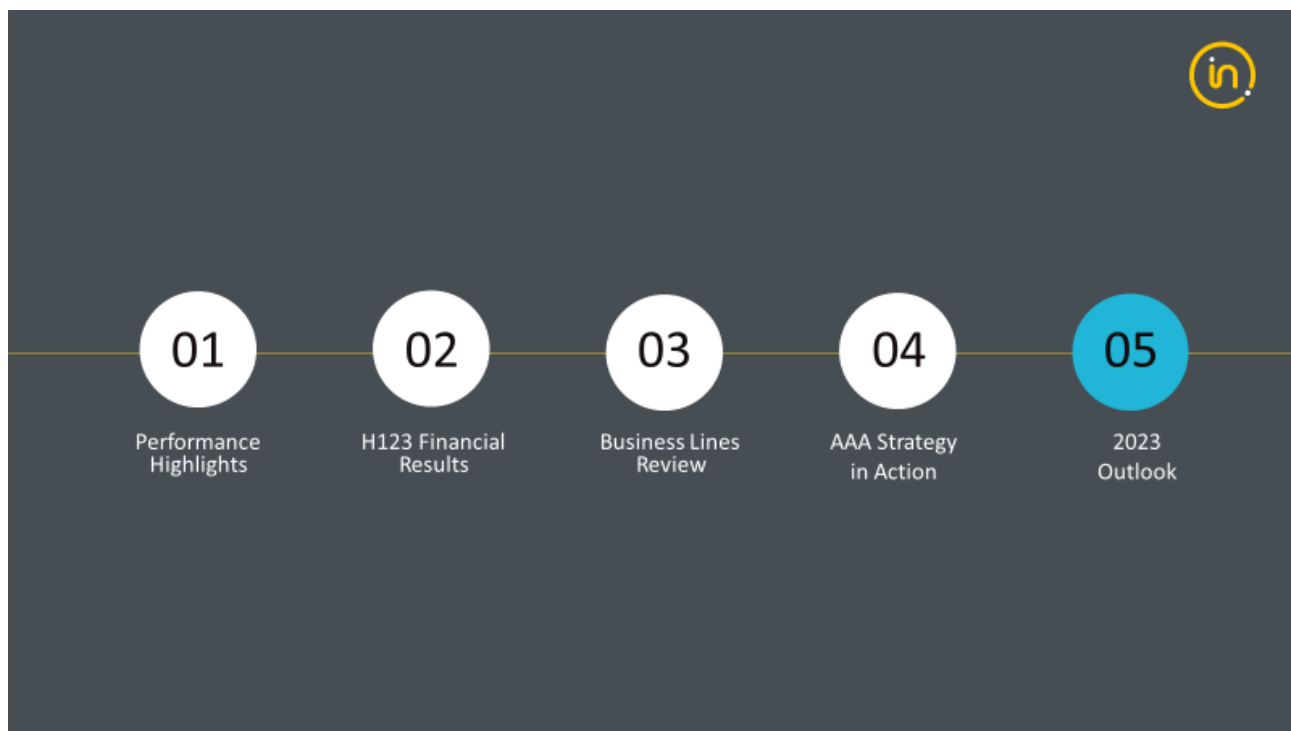 in
01
02
03
04
05
Performance
Highlights
H123 Financial
Results
Business Lines
Review
AAA Strategy
in Action
2023
Outlook